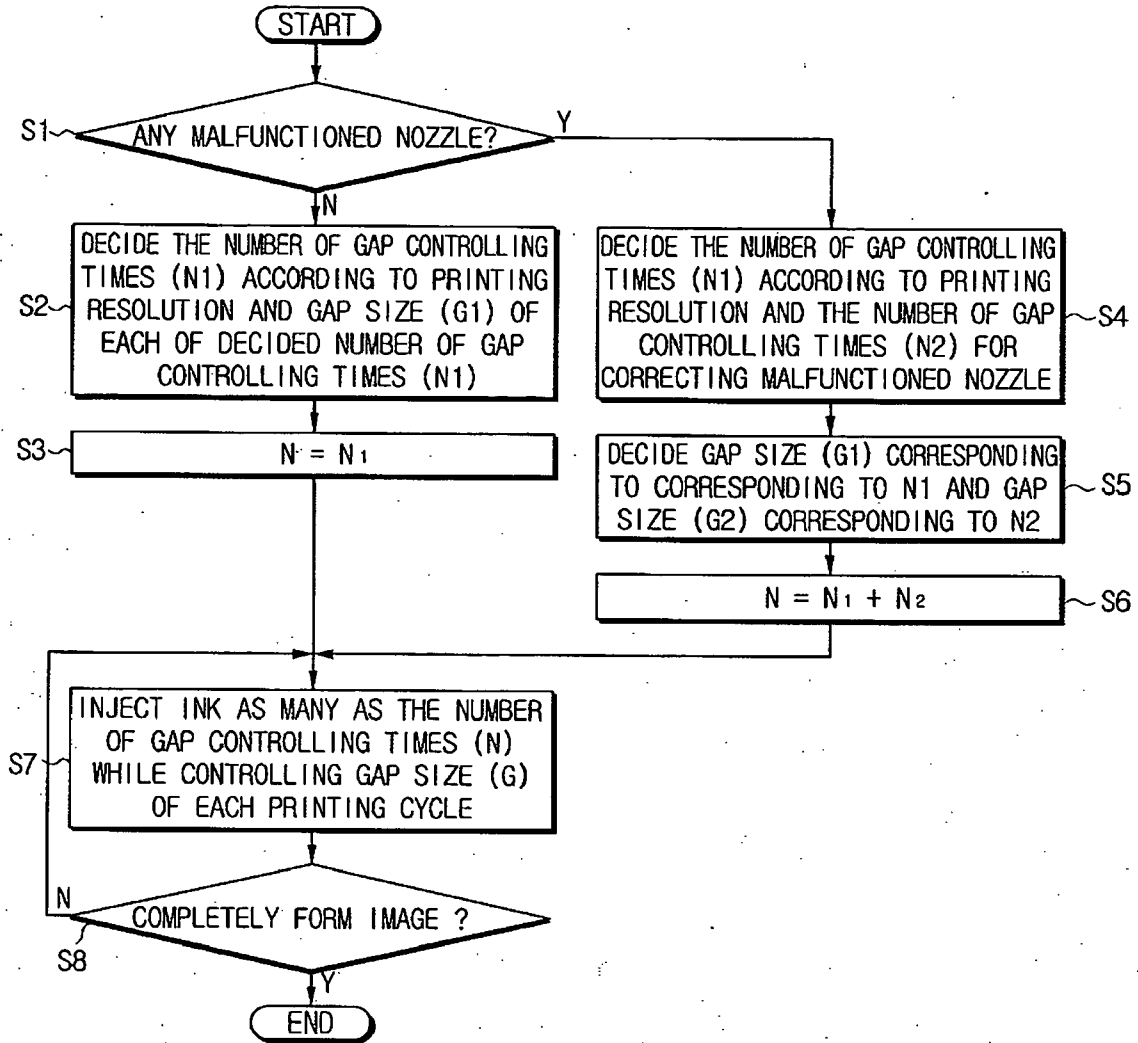 START
S1
ANY MALFUNCTIONED NOZZLE?
Y
N
S2
DECIDE THE NUMBER OF GAP CONTROLLING
TIMES (N1) ACCORDING TO PRINTING
RESOLUTION AND GAP SIZE (G1) OF
EACH OF DECIDED NUMBER OF GAP
CONTROLLING TIMES (N1)
S3
N = N1
DECIDE THE NUMBER OF GAP CONTROLLING
TIMES (N1) ACCORDING TO PRINTING
RESOLUTION AND THE NUMBER OF GAP
CONTROLLING TIMES (N2) FOR
CORRECTING MALFUNCTIONED NOZZLE
S4
DECIDE GAP SIZE (G1) CORRESPONDING
TO CORRESPONDING TO N1 AND GAP
SIZE (G2) CORRESPONDING TO N2
S5
N = N1 + N2
S6
S7
INJECT INK AS MANY AS THE NUMBER
OF GAP CONTROLLING TIMES (N)
WHILE CONTROLLING GAP SIZE (G)
OF EACH PRINTING CYCLE
N
COMPLETELY FORM IMAGE ?
S8
Y
END